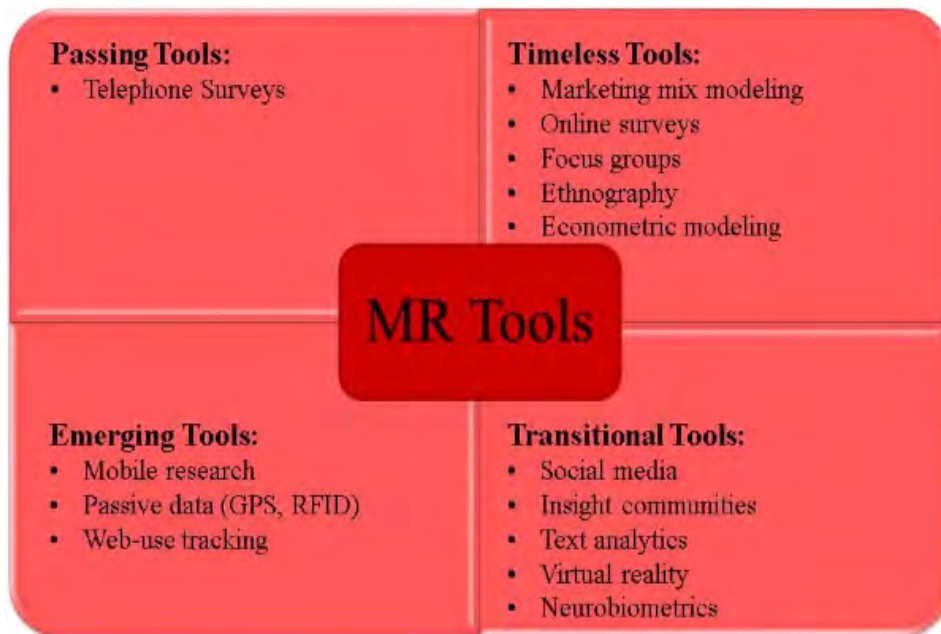 Passing Tools:
• Telephone Surveys
Timeless Tools:
• Marketing mix modeling
• Online surveys
• Focus groups
• Ethnography
• Econometric modeling
MR Tools
Emerging Tools:
• Mobile research
• Passive data (GPS, RFID)
• Web-use tracking
Transitional Tools:
• Social media
• Insight communities
• Text analytics
• Virtual reality
• Neurobiometrics